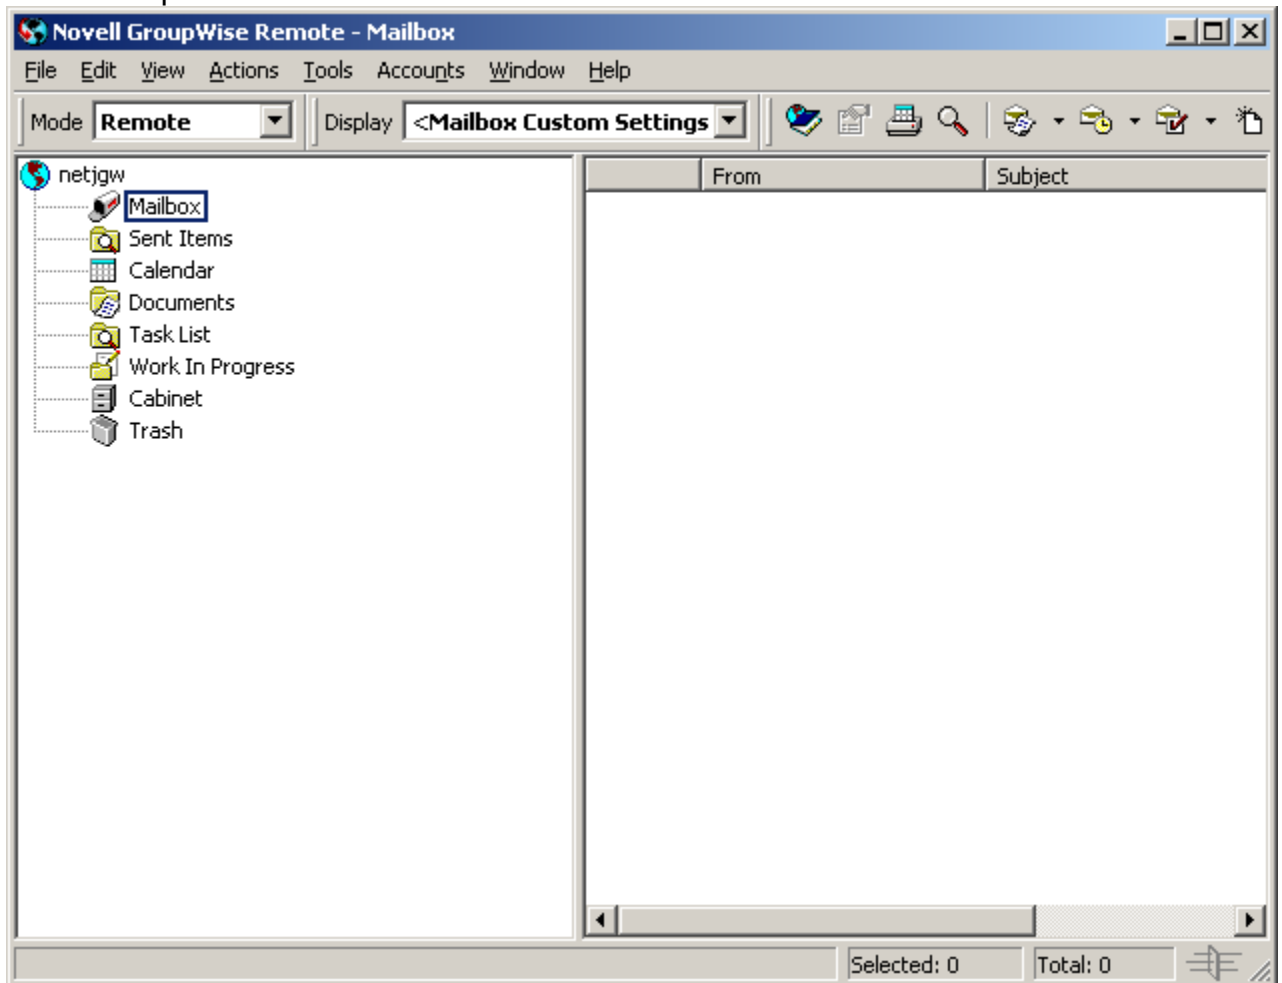 Novell GroupWise Remote - Mailbox
File Edit View Actions Tools Accounts Window Help
Mode Remote Display <Mailbox Custom Settings
netjgw
From Subject
Mailbox
Sent Items
Calendar
Documents
Task List
Work In Progress
Cabinet
Trash
Selected: 0 Total: 0